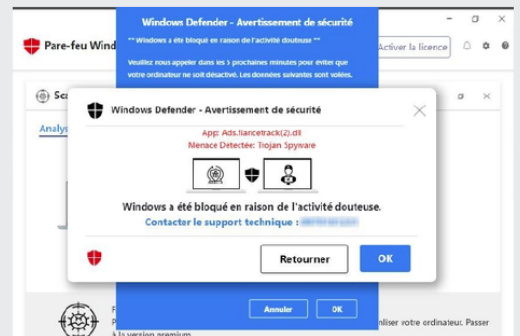 Windows Defender - Avertissement de sécurité
** Windows a été bloqué en raison de l'activité douteuse **
Veuillez nous appeler dans les 5 prochaines minutes pour éviter que
votre ordinateur ne soit désactivé. Les données suivantes sont volées.
Pare-feu Wind
Activer la licence
Sc
Analys
Windows Defender - Avertissement de sécurité
App: Ads.fiancetrack(2).dll
Menace Detectée: Trojan Spyware
Windows a été bloqué en raison de l'activité douteuse.
Contacter le support technique :
Retourner
OK
Annuler
OK
F
P
niliser votre ordinateur. Passer
à la version premium